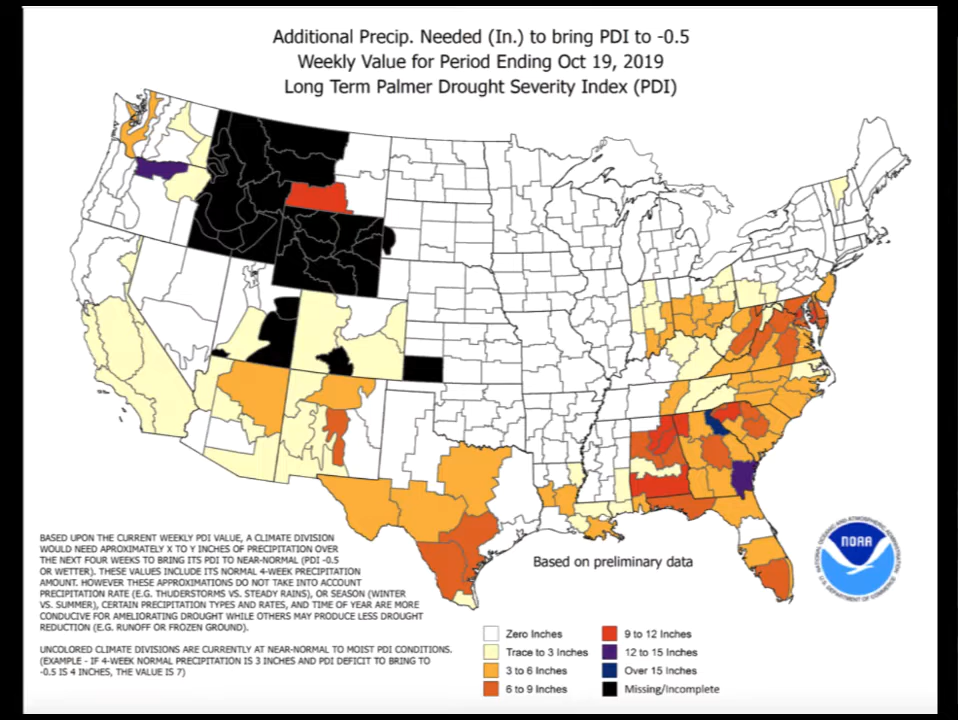 Additional Precip. Needed (In.) to bring PDI to -0.5
Weekly Value for Period Ending Oct 19, 2019
Long Term Palmer Drought Severity Index (PDI)
BASED UPON THE CURRENT WEEKLY PDI VALUE, A CLIMATE DIVISION
WOULD NEED APROXIMATELY X TO Y INCHES OF PRECIPITATION OVER
THE NEXT FOUR WEEKS TO BRING ITS PDI TO NEAR-NORMAL (PDI -0.5
OR WETTER). THESE VALUES INCLUDE ITS NORMAL 4-WEEK PRECIPITATION
AMOUNT. HOWEVER THESE APPROXIMATIONS DO NOT TAKE INTO ACCOUNT
PRECIPITATION RATE (E.G. THUDERSTORMS VS. STEADY RAINS), OR SEASON (WINTER
VS. SUMMER), CERTAIN PRECIPITATION TYPES AND RATES, AND TIME OF YEAR ARE MORE
CONDUCIVE FOR AMELIORATING DROUGHT WHILE OTHERS MAY PRODUCE LESS DROUGHT
REDUCTION (E.G. RUNOFF OR FROZEN GROUND).
UNCOLORED CLIMATE DIVISIONS ARE CURRENTLY AT NEAR-NORMAL TO MOIST PDI CONDITIONS.
(EXAMPLE - IF 4-WEEK NORMAL PRECIPITATION IS 3 INCHES AND PDI DEFICIT TO BRING TO
-0.5 IS 4 INCHES, THE VALUE IS 7)
Based on preliminary data
NATIONAL OCEANIC AND ATMOSPHERIC ADMINISTRATION
NOAA
U.S. DEPARTMENT OF COMMERCE
Zero Inches
Trace to 3 Inches
3 to 6 Inches
6 to 9 Inches
9 to 12 Inches
12 to 15 Inches
Over 15 Inches
Missing/Incomplete